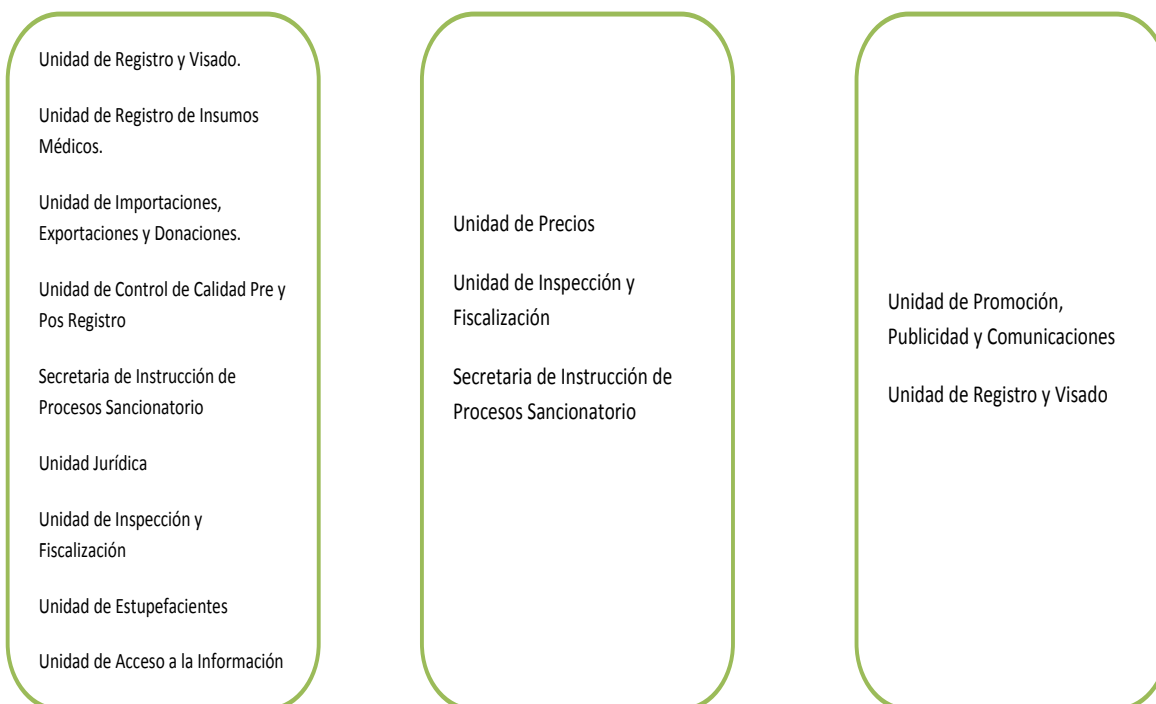 Unidad de Registro y Visado.
Unidad de Registro de Insumos
Médicos.
Unidad de Importaciones,
Exportaciones y Donaciones.
Unidad de Control de Calidad Pre y
Pos Registro
Secretaria de Instrucción de
Procesos Sancionatorio
Unidad Jurídica
Unidad de Inspección y
Fiscalización
Unidad de Estupefacientes
Unidad de Acceso a la Información
Unidad de Precios
Unidad de Inspección y
Fiscalización
Secretaria de Instrucción de
Procesos Sancionatorio
Unidad de Promoción,
Publicidad y Comunicaciones
Unidad de Registro y Visado